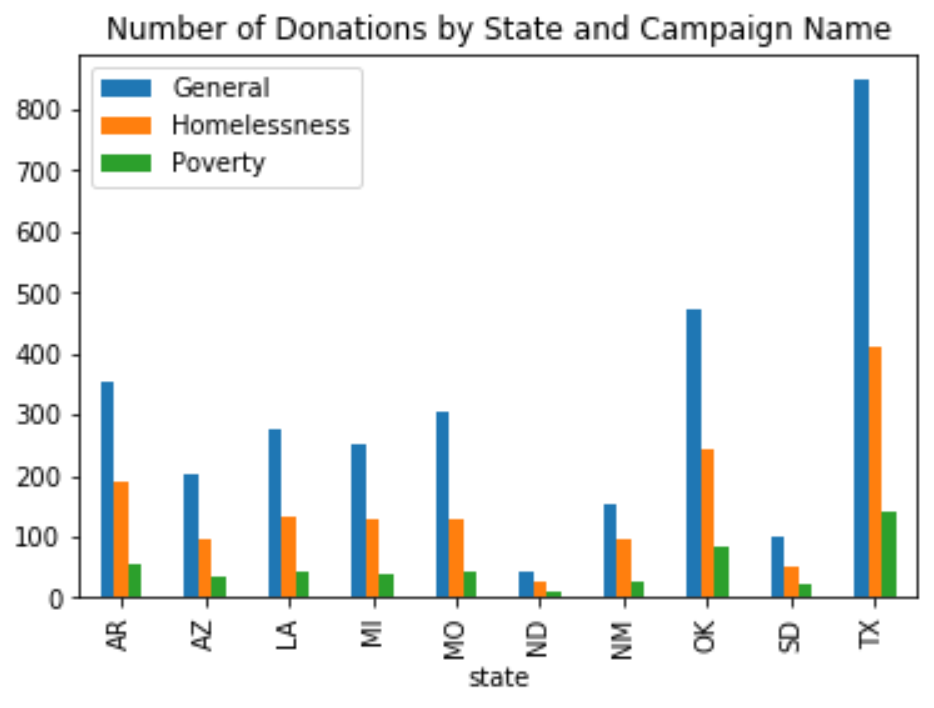 Number of Donations by State and Campaign Name
General
Homelessness
Poverty
800
700
600
500
400
300
200
100
0
AR AZ LA MI MO ND NM OK SD TX
state